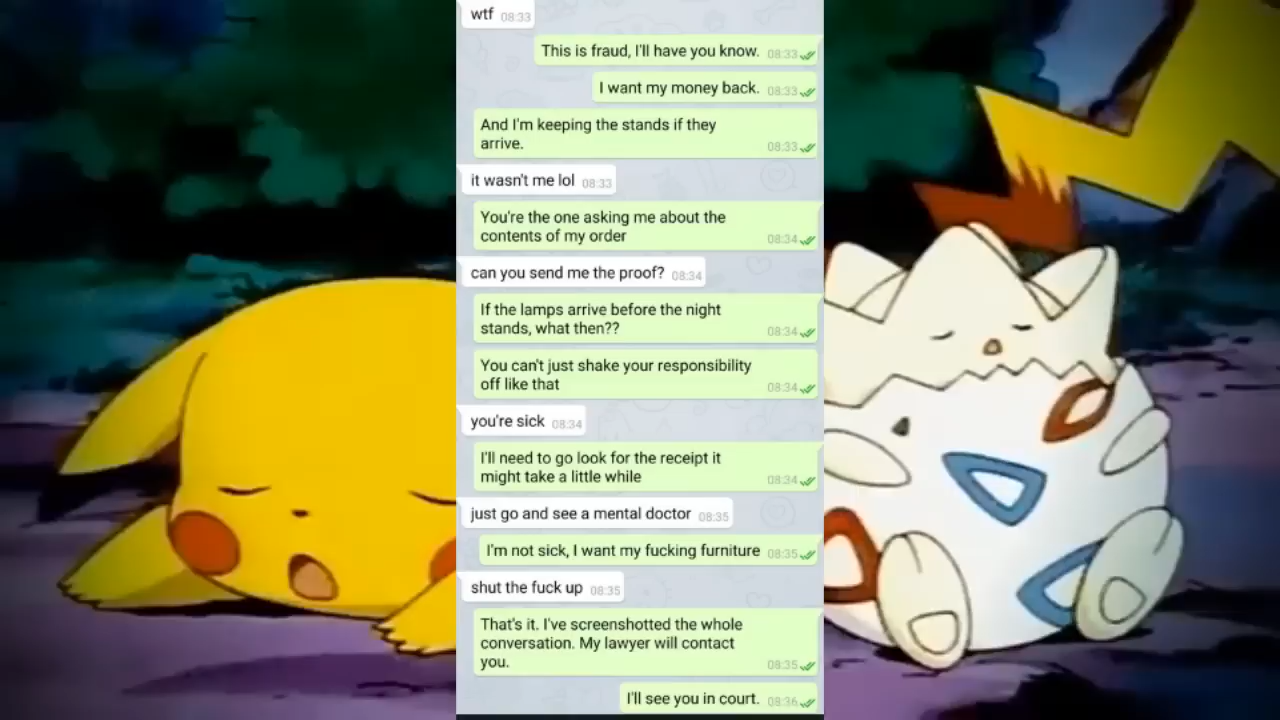 wtf 08:33
This is fraud, I'll have you know. 08:33
I want my money back. 08:33
And I'm keeping the stands if they
arrive. 08:33
it wasn't me lol 08:33
You're the one asking me about the
contents of my order 08:34
can you send me the proof? 08:34
If the lamps arrive before the night
stands, what then?? 08:34
You can't just shake your responsibility
off like that 08:34
you're sick 08:34
I'll need to go look for the receipt it
might take a little while 08:34
just go and see a mental doctor 08:35
I'm not sick, I want my fucking furniture 08:35
shut the fuck up 08:35
That's it. I've screenshotted the whole
conversation. My lawyer will contact
you. 08:35
I'll see you in court. 08:36